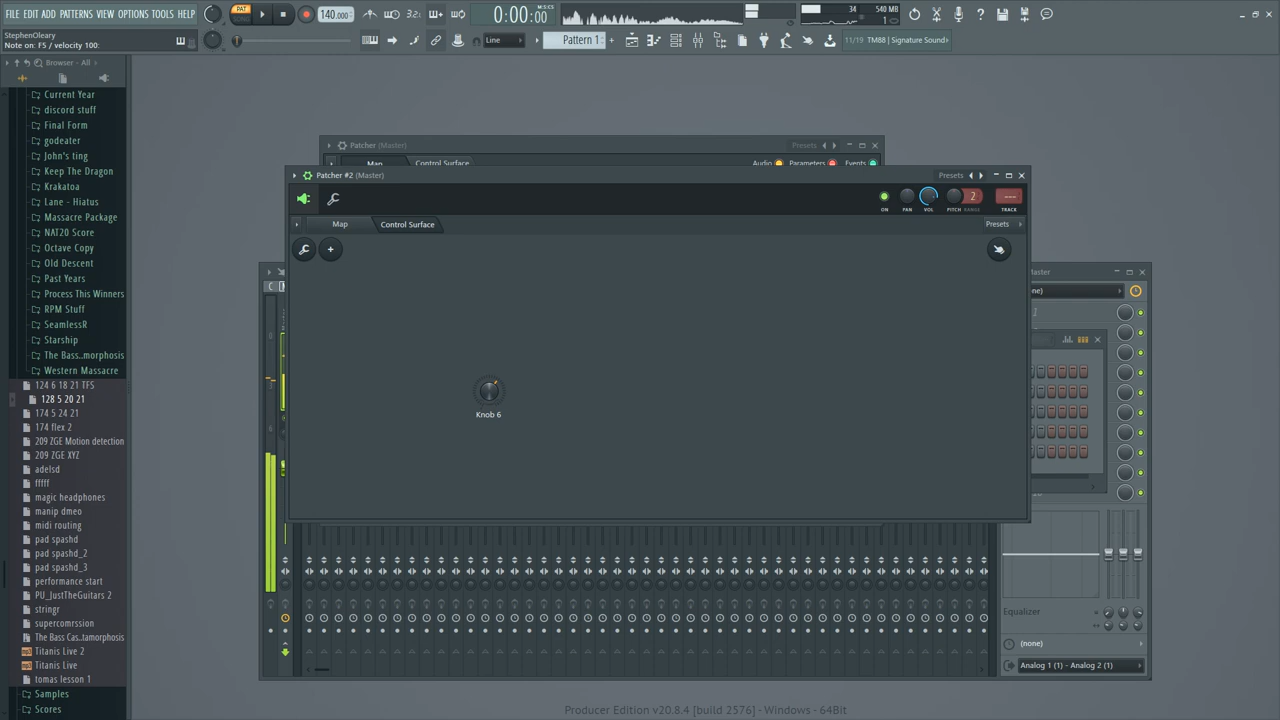 FILE EDIT ADD PATTERNS VIEW OPTIONS TOOLS HELP
PAT
SONG
140.000
3.2.
0:00:00
M:S:CS
34
540 MB
1
StephenOleary
Note on: F5 / velocity 100:
Line
Pattern 1
11/19 TM88 | Signature Sound
Browser - All
Current Year
discord stuff
Final Form
godeater
John's ting
Keep The Dragon
Krakatoa
Lane - Hiatus
Massacre Package
NAT20 Score
Octave Copy
Old Descent
Past Years
Process This Winners
RPM Stuff
SeamlessR
Starship
The Bass..morphosis
Western Massacre
124 6 18 21 TFS
128 5 20 21
174 5 24 21
174 flex 2
209 ZGE Motion detection
209 ZGE XYZ
adelsd
fffff
magic headphones
manip dmeo
midi routing
pad spashd
pad spashd_2
pad spashd_3
performance start
PU_JustTheGuitars 2
stringr
supercomrssion
The Bass Cas..tamorphosis
Titanis Live 2
Titanis Live
tomas lesson 1
Samples
Scores
Patcher (Master)
Presets
Map
Control Surface
Audio
Parameters
Events
Patcher #2 (Master)
Presets
ON
PAN
VOL
PITCH
RANGE
2
---
TRACK
Map
Control Surface
Presets
Knob 6
Master
Equalizer
(none)
Analog 1 (1) - Analog 2 (1)
Producer Edition v20.8.4 [build 2576] - Windows - 64Bit